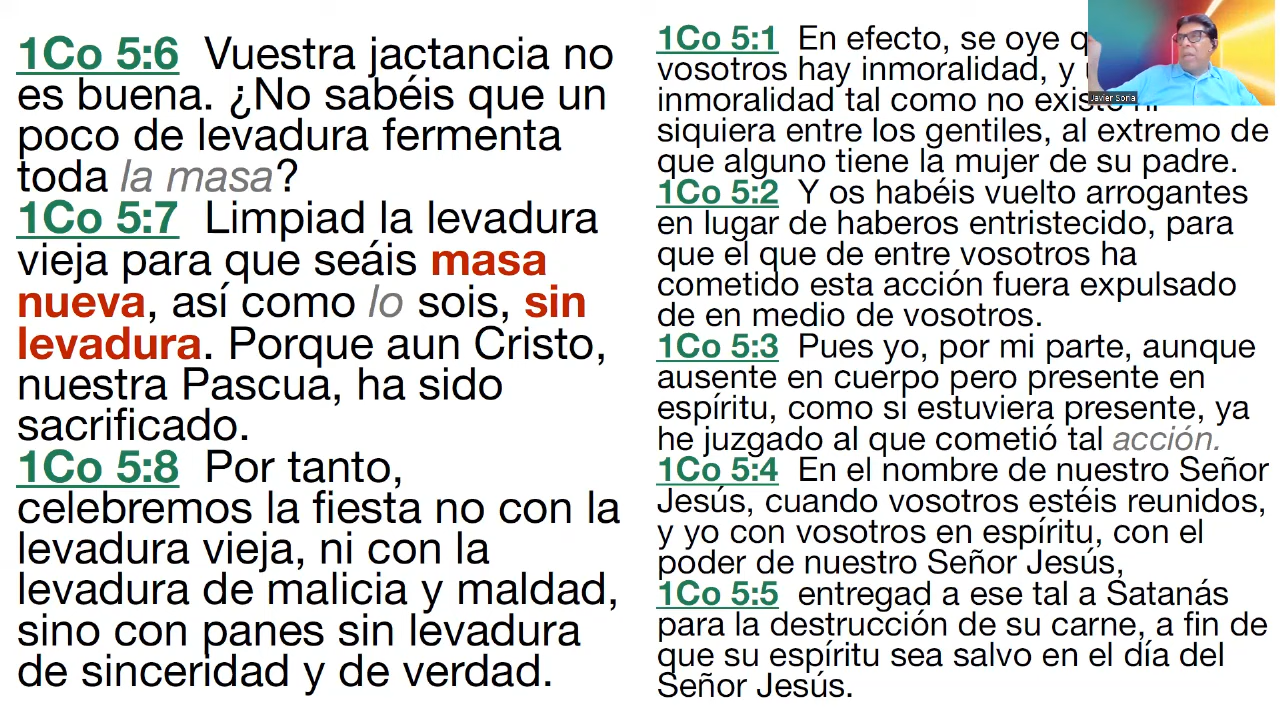 1Co 5:6 Vuestra jactancia no
es buena. ¿No sabéis que un
poco de levadura fermenta
toda la masa?
1Co 5:7 Limpiad la levadura
vieja para que seáis masa
nueva, así como lo sois, sin
levadura. Porque aun Cristo,
nuestra Pascua, ha sido
sacrificado.
1Co 5:8 Por tanto,
celebremos la fiesta no con la
levadura vieja, ni con la
levadura de malicia y maldad,
sino con panes sin levadura
de sinceridad y de verdad.
1Co 5:1 En efecto, se oye
vosotros hay inmoralidad, y
inmoralidad tal como no
siquiera entre los gentiles, al extremo de
que alguno tiene la mujer de su padre.
1Co 5:2 Y os habéis vuelto arrogantes
en lugar de haberos entristecido, para
que el que de entre vosotros ha
cometido esta acción fuera expulsado
de en medio de vosotros.
1Co 5:3 Pues yo, por mi parte, aunque
ausente en cuerpo pero presente en
espíritu, como si estuviera presente, ya
he juzgado al que cometió tal acción.
1Co 5:4 En el nombre de nuestro Señor
Jesús, cuando vosotros estéis reunidos,
y yo con vosotros en espíritu, con el
poder de nuestro Señor Jesús,
1Co 5:5 entregad a ese tal a Satanás
para la destrucción de su carne, a fin de
que su espíritu sea salvo en el día del
Señor Jesús.
Javier Soria